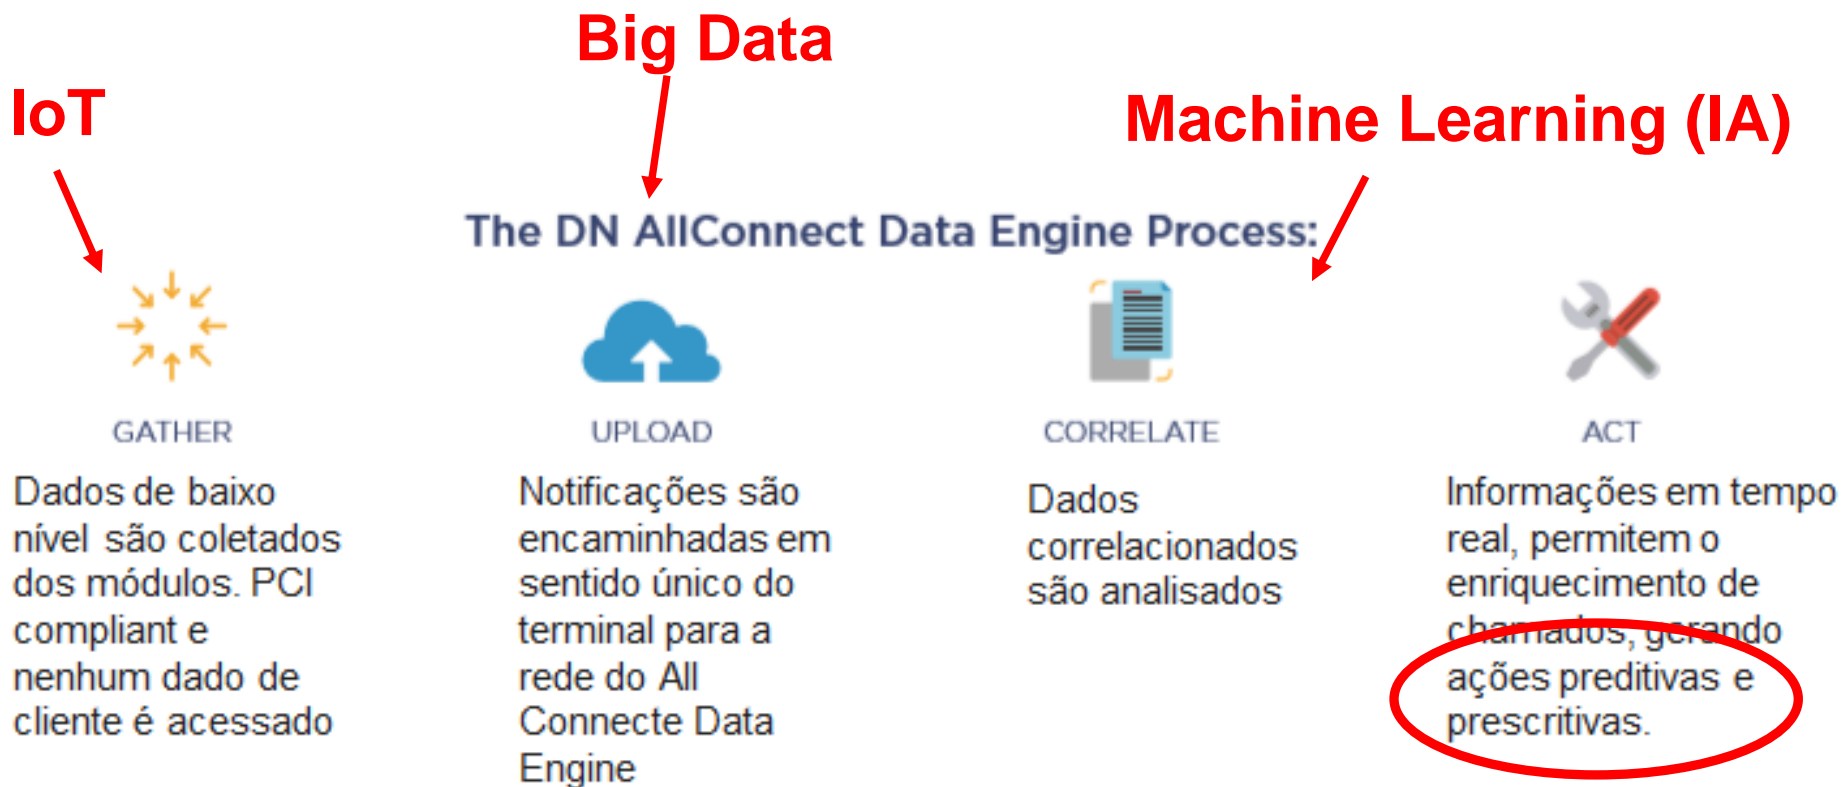 Big Data
IoT
Machine Learning (IA)
The DN AllConnect Data Engine Process:
GATHER
Dados de baixo
nível são coletados
dos módulos. PCI
compliant e
nenhum dado de
cliente é acessado
UPLOAD
Notificações são
encaminhadas em
sentido único do
terminal para a
rede do All
Connecte Data
Engine
CORRELATE
Dados
correlacionados
são analisados
ACT
Informações em tempo
real, permitem o
enriquecimento de
chamados, gerando
ações preditivas e
prescritivas.